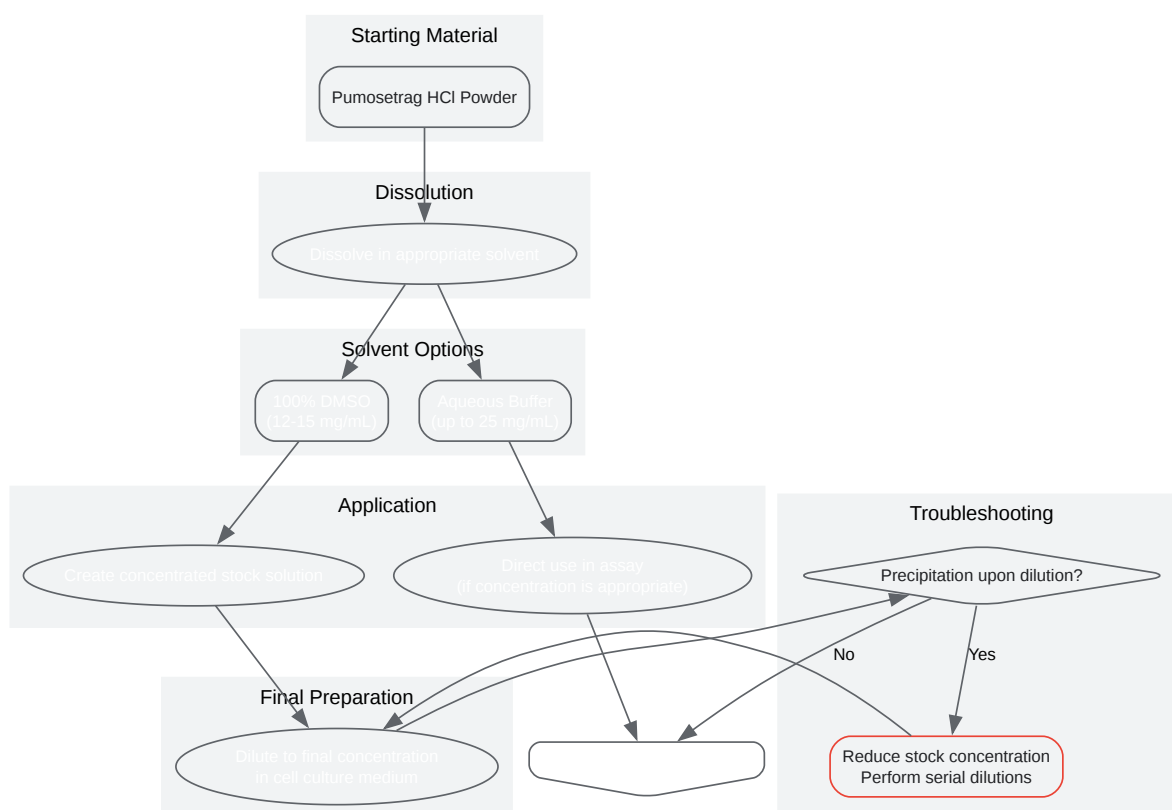 Starting Material
Pumosetrag HCl Powder
Dissolution
Dissolve in appropriate solvent
Solvent Options
100% DMSO
(12-15 mg/mL)
Aqueous Buffer
(up to 25 mg/mL)
Application
Create concentrated stock solution
Direct use in assay
(if concentration is appropriate)
Troubleshooting
Precipitation upon dilution?
No
Yes
Final Preparation
Dilute to final concentration
in cell culture medium
Reduce stock concentration
Perform serial dilutions